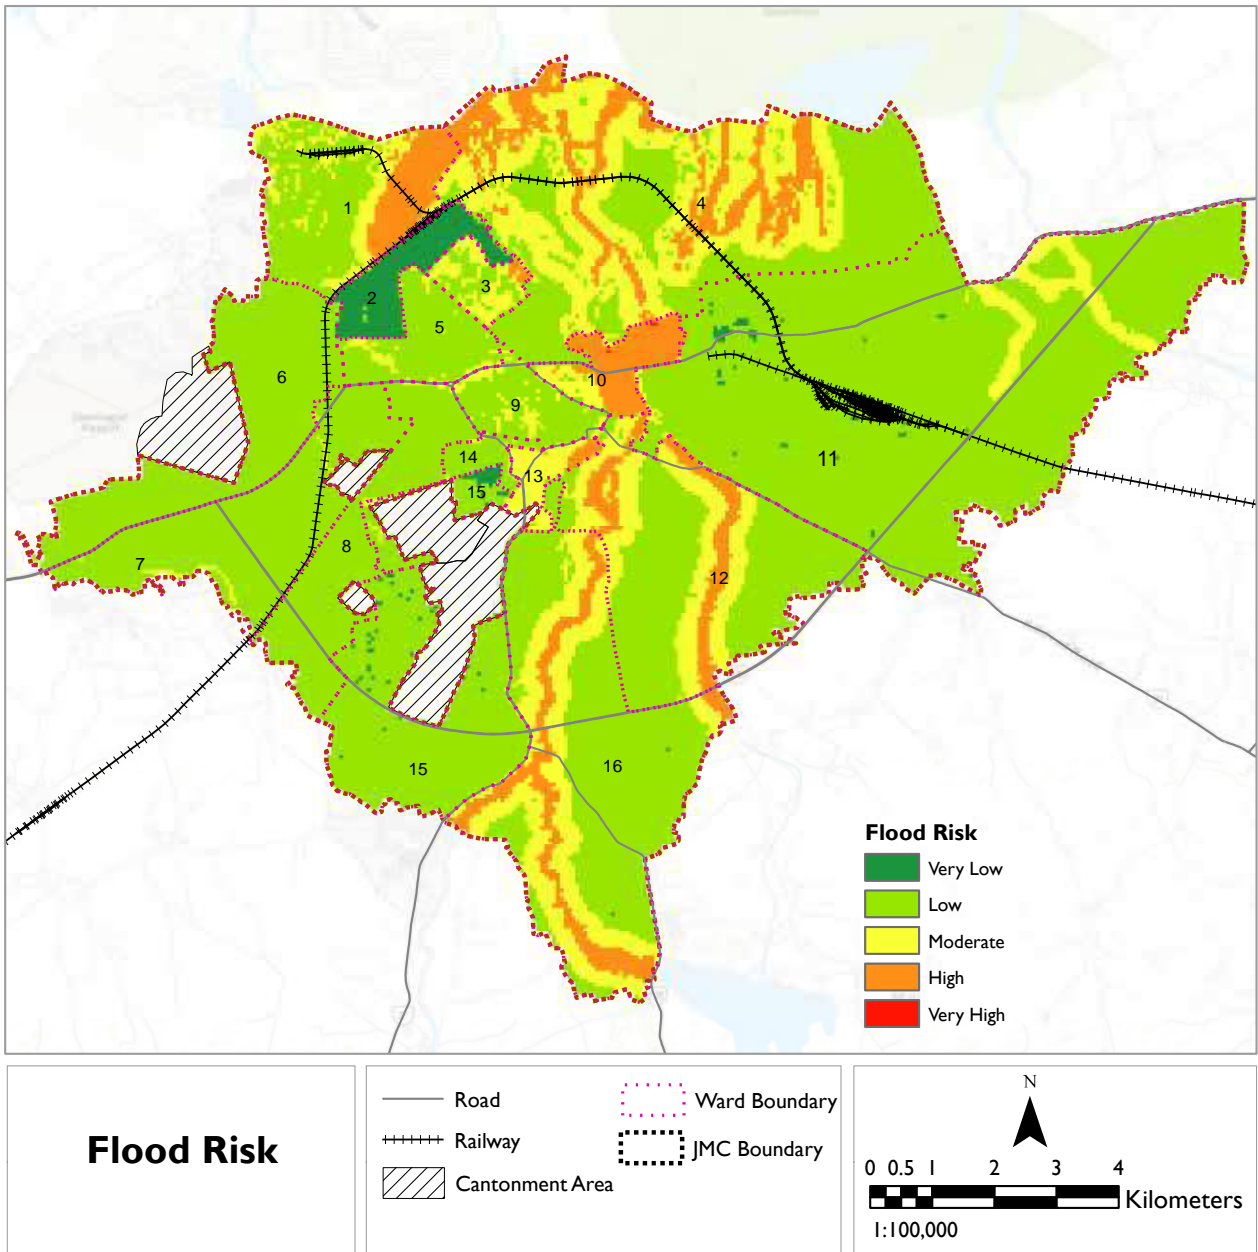 1
4
3
2
5
6
10
9
11
14
13
15
8
7
12
15
16
Flood Risk
Very Low
Low
Moderate
High
Very High
Flood Risk
Road
Railway
Cantonment Area
Ward Boundary
JMC Boundary
N
0 0.5 1 2 3 4
Kilometers
1:100,000